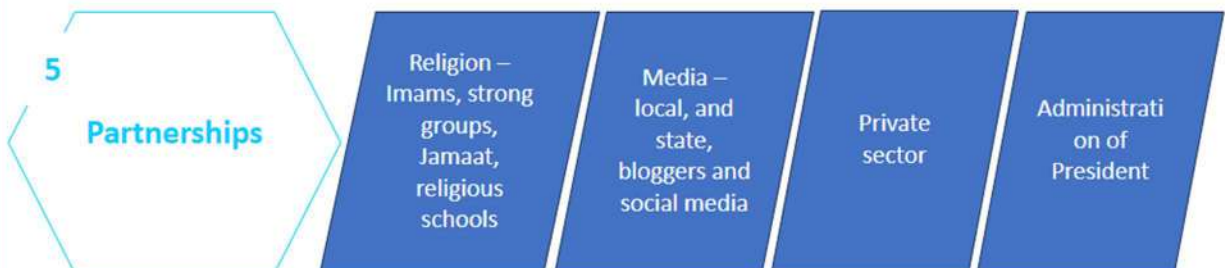 5
Partnerships
Religion –
Imams, strong
groups,
Jamaat,
religious
schools
Media –
local, and
state,
bloggers and
social media
Private
sector
Administrati
on of
President